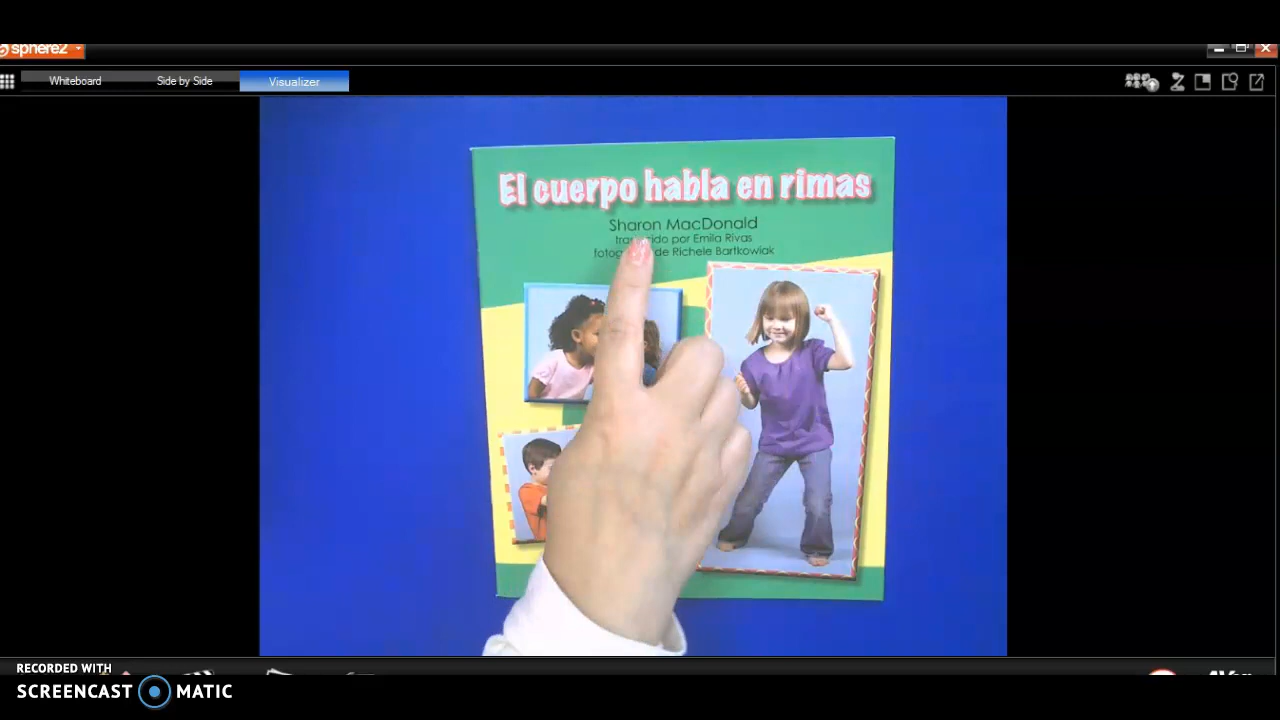 sphere2
Whiteboard Side by Side Visualizer
El cuerpo habla en rimas
Sharon MacDonald
por Emila Rivas
de Richele Bartkowiak
RECORDED WITH
SCREENCAST MATIC